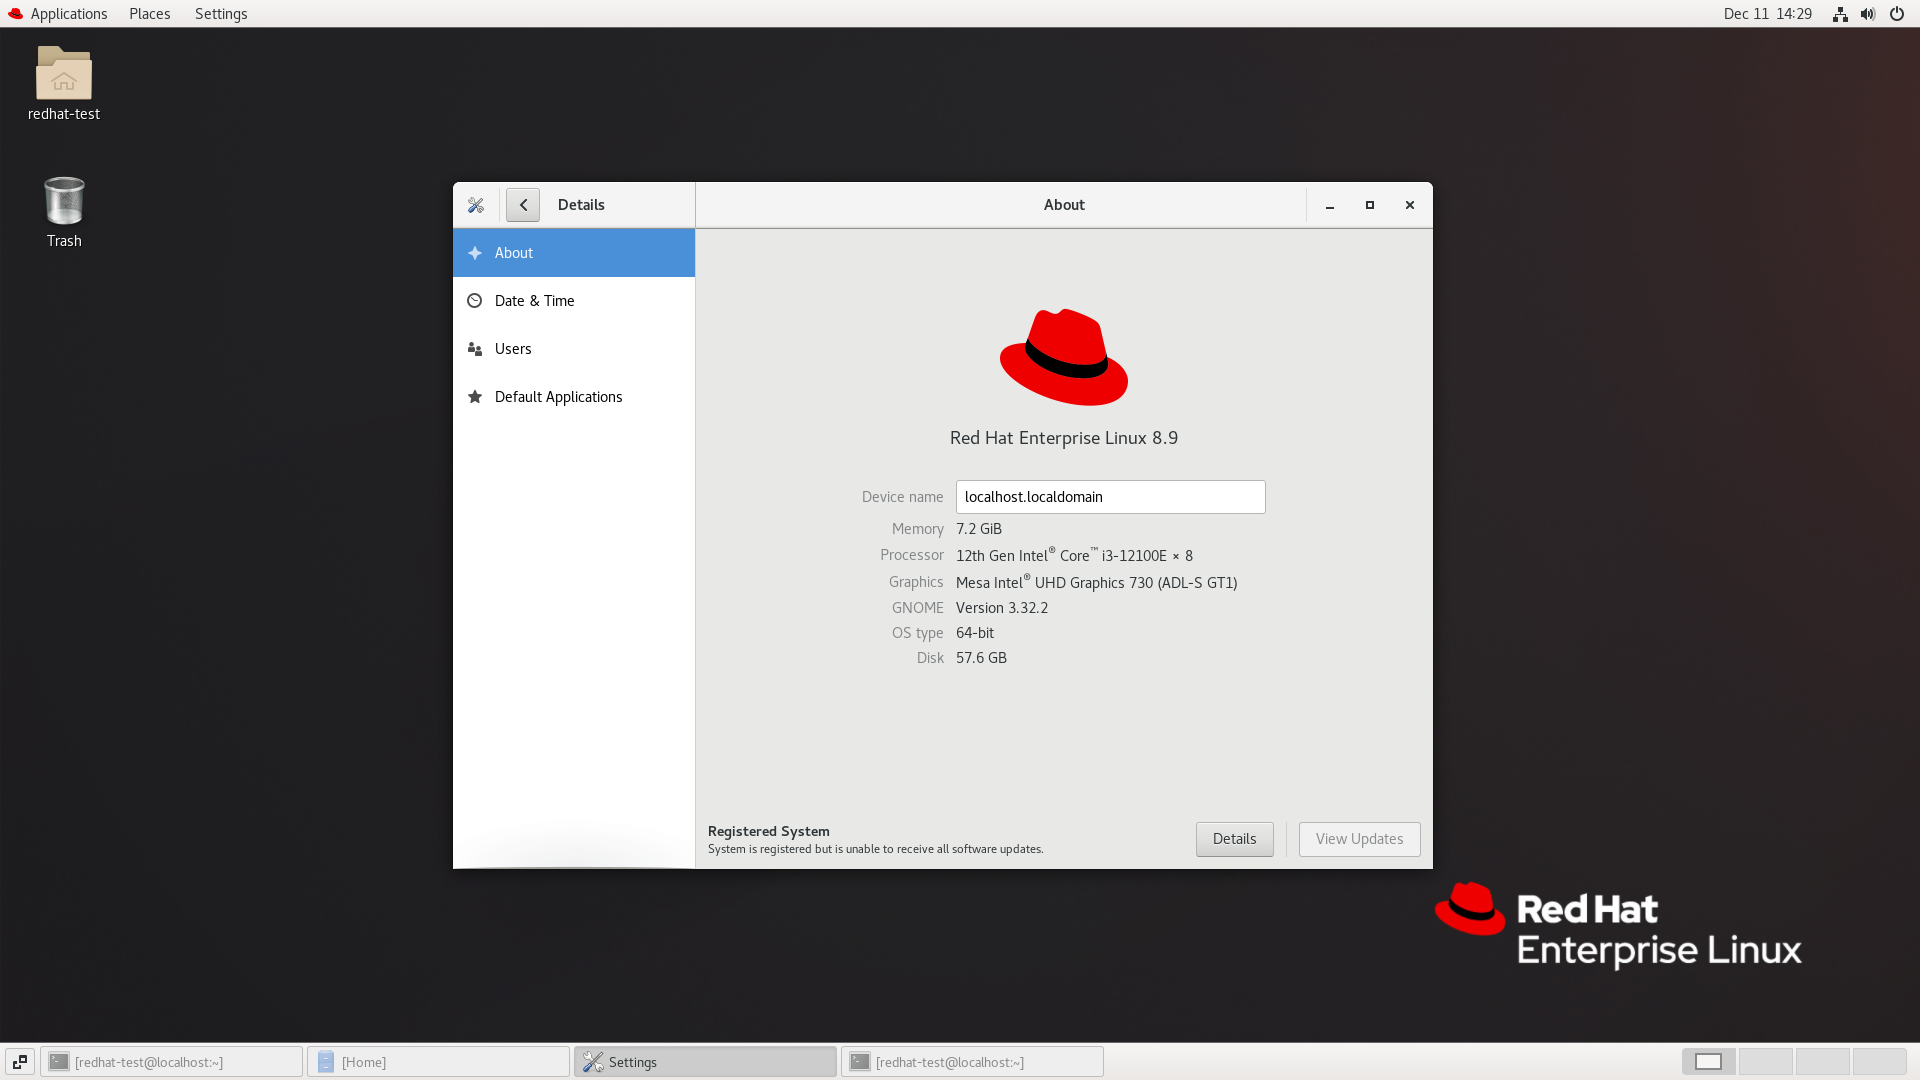 Applications Places Settings Dec 11 14:29
redhat-test
Trash
Details About
About
Date & Time
Users
Default Applications
Red Hat Enterprise Linux 8.9
Device name localhost.localdomain
Memory 7.2 GiB
Processor 12th Gen Intel® Core™ i3-12100E × 8
Graphics Mesa Intel® UHD Graphics 730 (ADL-S GT1)
GNOME Version 3.32.2
OS type 64-bit
Disk 57.6 GB
Registered System
System is registered but is unable to receive all software updates.
Details View Updates
Red Hat
Enterprise Linux
[redhat-test@localhost:~] [Home] Settings [redhat-test@localhost:~]